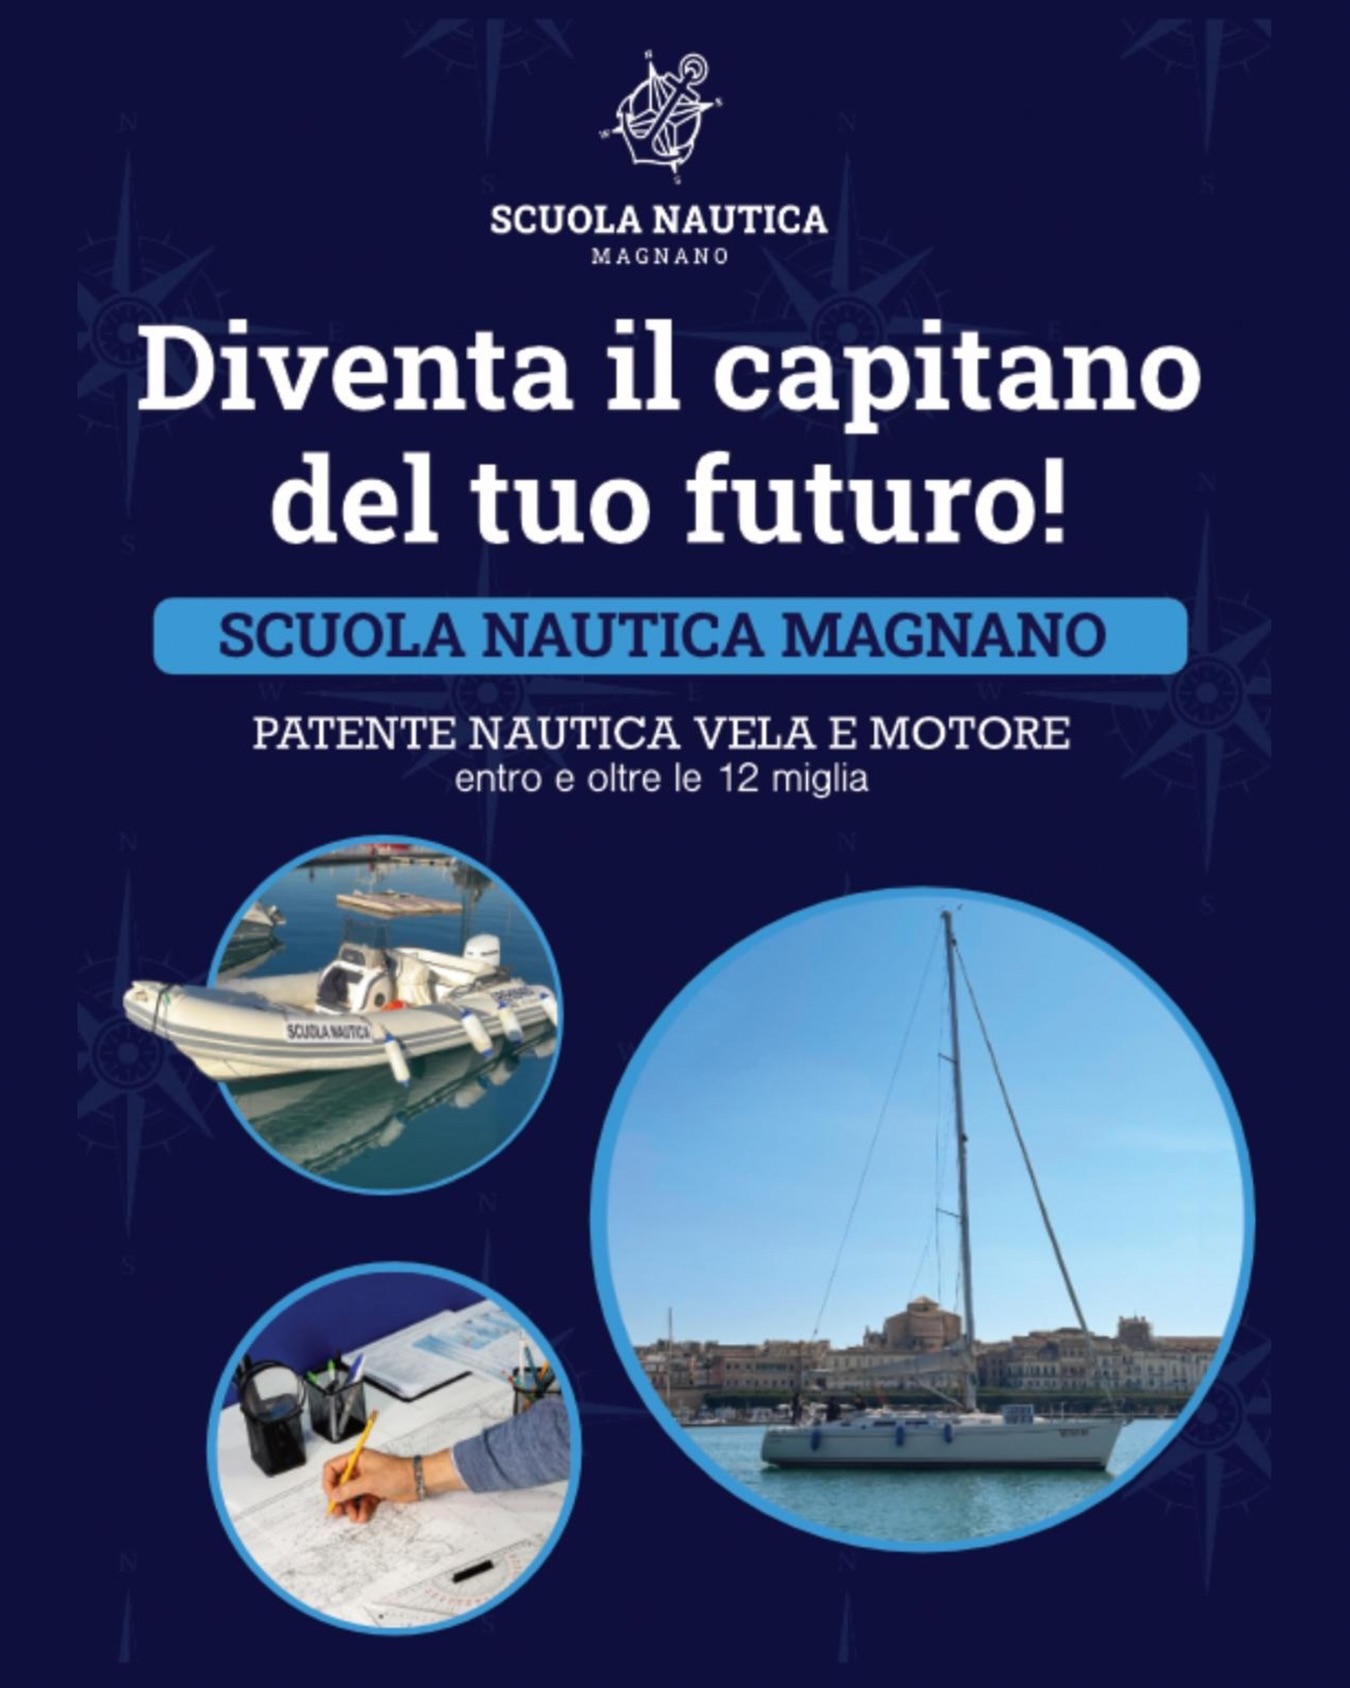 SCUOLA NAUTICA
MAGNANO
Diventa il capitano
del tuo futuro!
SCUOLA NAUTICA MAGNANO
PATENTE NAUTICA VELA E MOTORE
entro e oltre le 12 miglia
SCUOLA NAUTICA